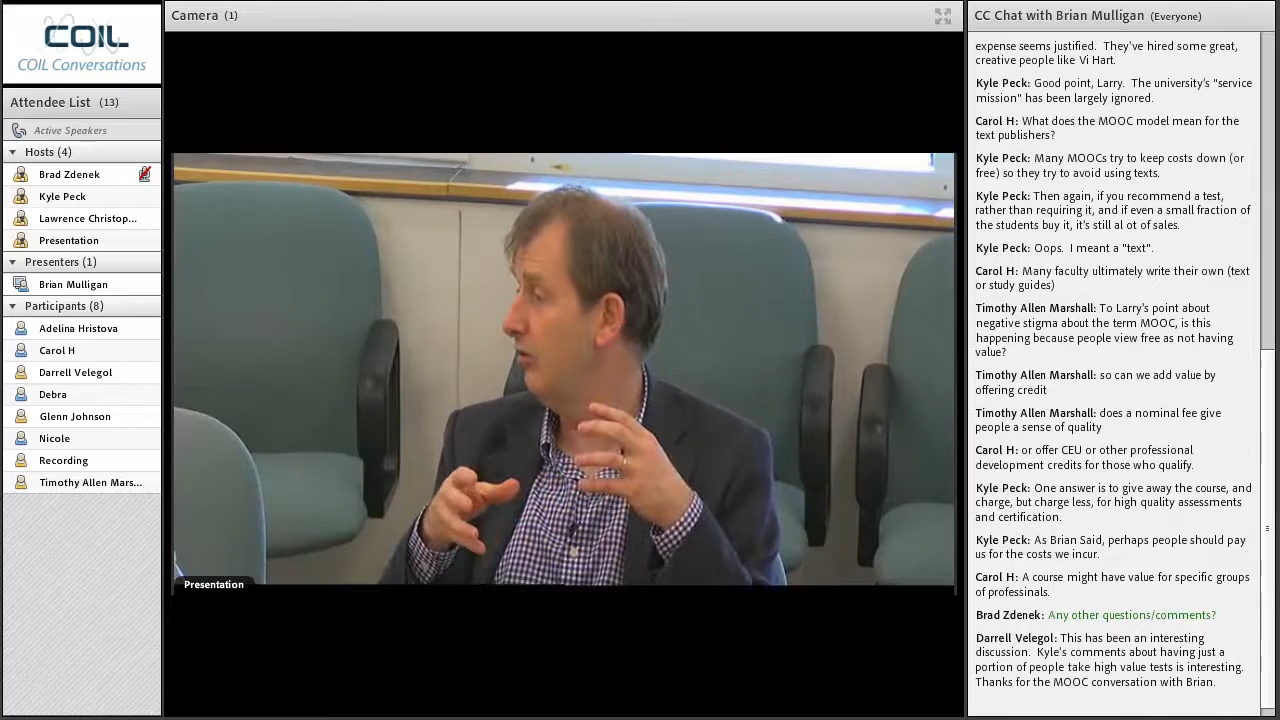 COIL
COIL Conversations
Attendee List (13)
Active Speakers
Hosts (4)
Brad Zdenek
Kyle Peck
Lawrence Christop...
Presentation
Presenters (1)
Brian Mulligan
Participants (8)
Adelina Hristova
Carol H
Darrell Velegol
Debra
Glenn Johnson
Nicole
Recording
Timothy Allen Mars...
Camera (1)
Presentation
CC Chat with Brian Mulligan (Everyone)
expense seems justified. They've hired some great,
creative people like Vi Hart.
Kyle Peck: Good point, Larry. The university's "service
mission" has been largely ignored.
Carol H: What does the MOOC model mean for the
text publishers?
Kyle Peck: Many MOOCs try to keep costs down (or
free) so they try to avoid using texts.
Kyle Peck: Then again, if you recommend a test,
rather than requiring it, and if even a small fraction of
the students buy it, it's still al ot of sales.
Kyle Peck: Oops. I meant a "text".
Carol H: Many faculty ultimately write their own (text
or study guides)
Timothy Allen Marshall: To Larry's point about
negative stigma about the term MOOC, is this
happening because people view free as not having
value?
Timothy Allen Marshall: so can we add value by
offering credit
Timothy Allen Marshall: does a nominal fee give
people a sense of quality
Carol H: or offer CEU or other professional
development credits for those who qualify.
Kyle Peck: One answer is to give away the course, and
charge, but charge less, for high quality assessments
and certification.
Kyle Peck: As Brian Said, perhaps people should pay
us for the costs we incur.
Carol H: A course might have value for specific groups
of professinals.
Brad Zdenek: Any other questions/comments?
Darrell Velegol: This has been an interesting
discussion. Kyle's comments about having just a
portion of people take high value tests is interesting.
Thanks for the MOOC conversation with Brian.